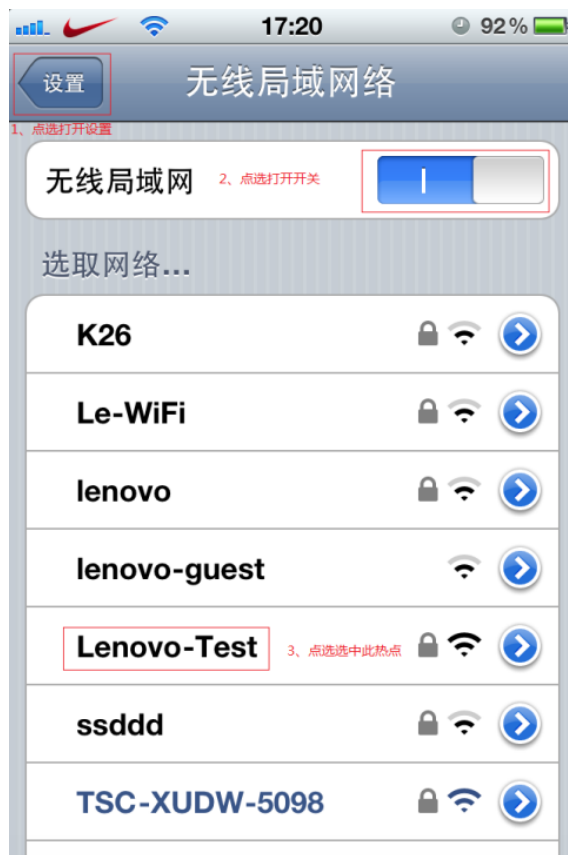 17:20
92%
设置
无线局域网络
1、点选打开设置
无线局域网
2、点选打开开关
选取网络...
K26
Le-WiFi
lenovo
lenovo-guest
Lenovo-Test
3、点选选中此热点
ssddd
TSC-XUDW-5098